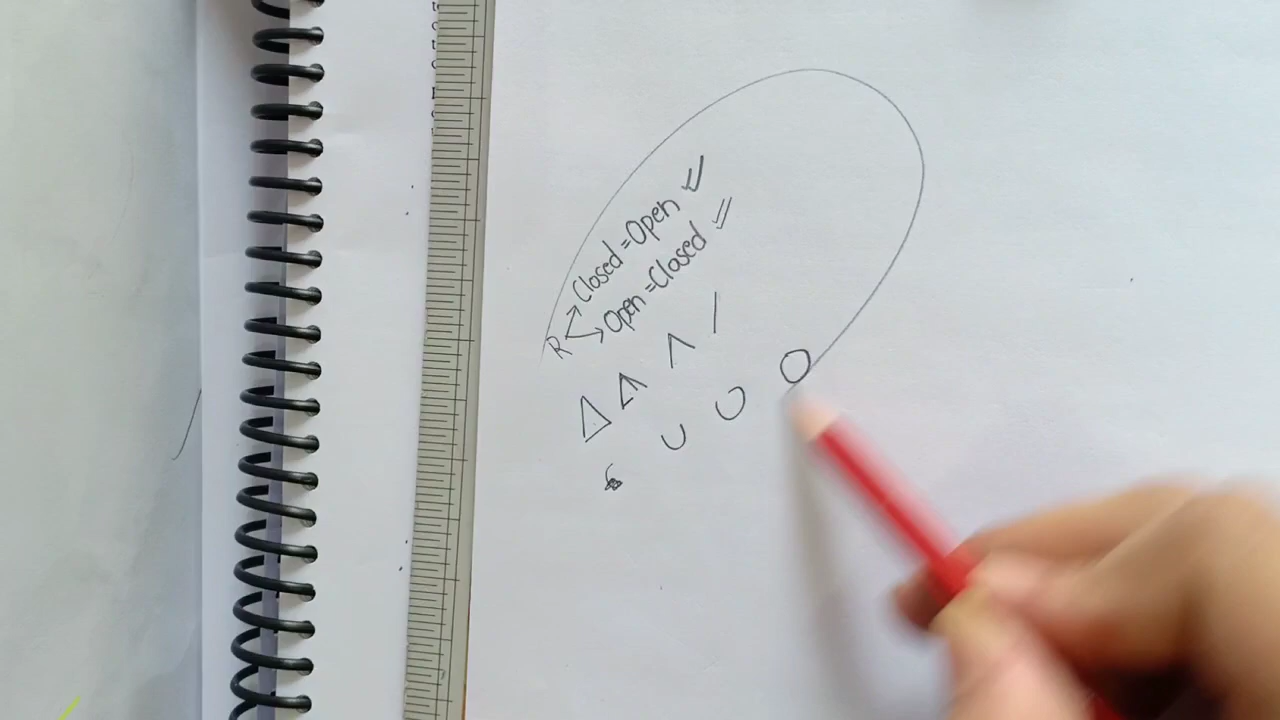 R → Closed = Open
→ Open = Closed